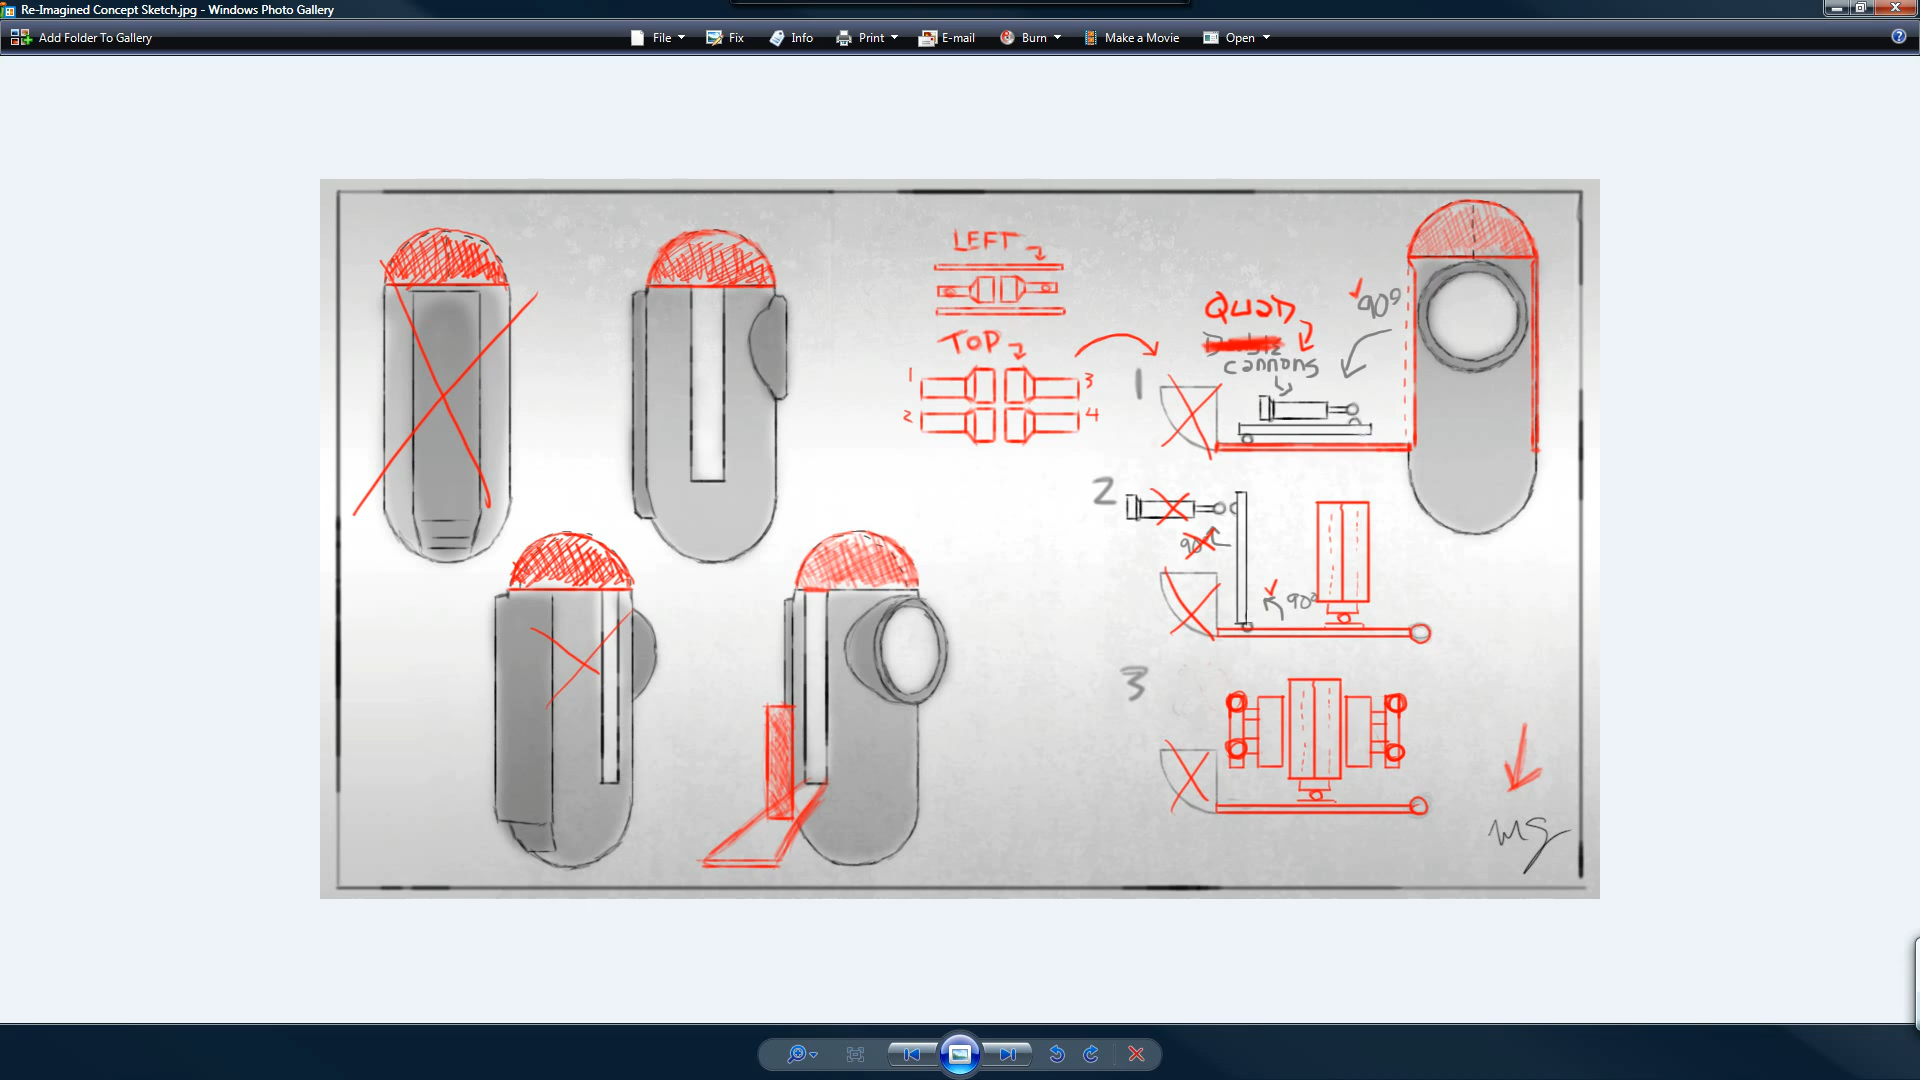 Re-Imagined Concept Sketch.jpg - Windows Photo Gallery
Add Folder To Gallery
File
Fix
Info
Print
E-mail
Burn
Make a Movie
Open
LEFT
TOP
1
2
3
4
Quad
cannons
90°
1
2
90
90°
3
MG